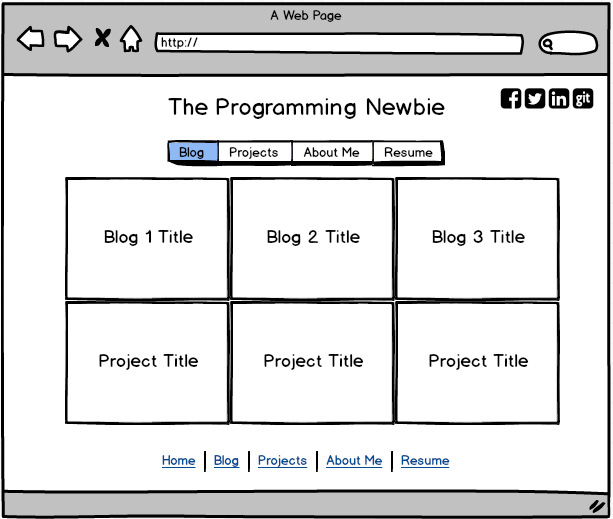 A Web Page
http://
The Programming Newbie
f in git
Blog Projects About Me Resume
Blog 1 Title Blog 2 Title Blog 3 Title
Project Title Project Title Project Title
Home | Blog | Projects | About Me | Resume